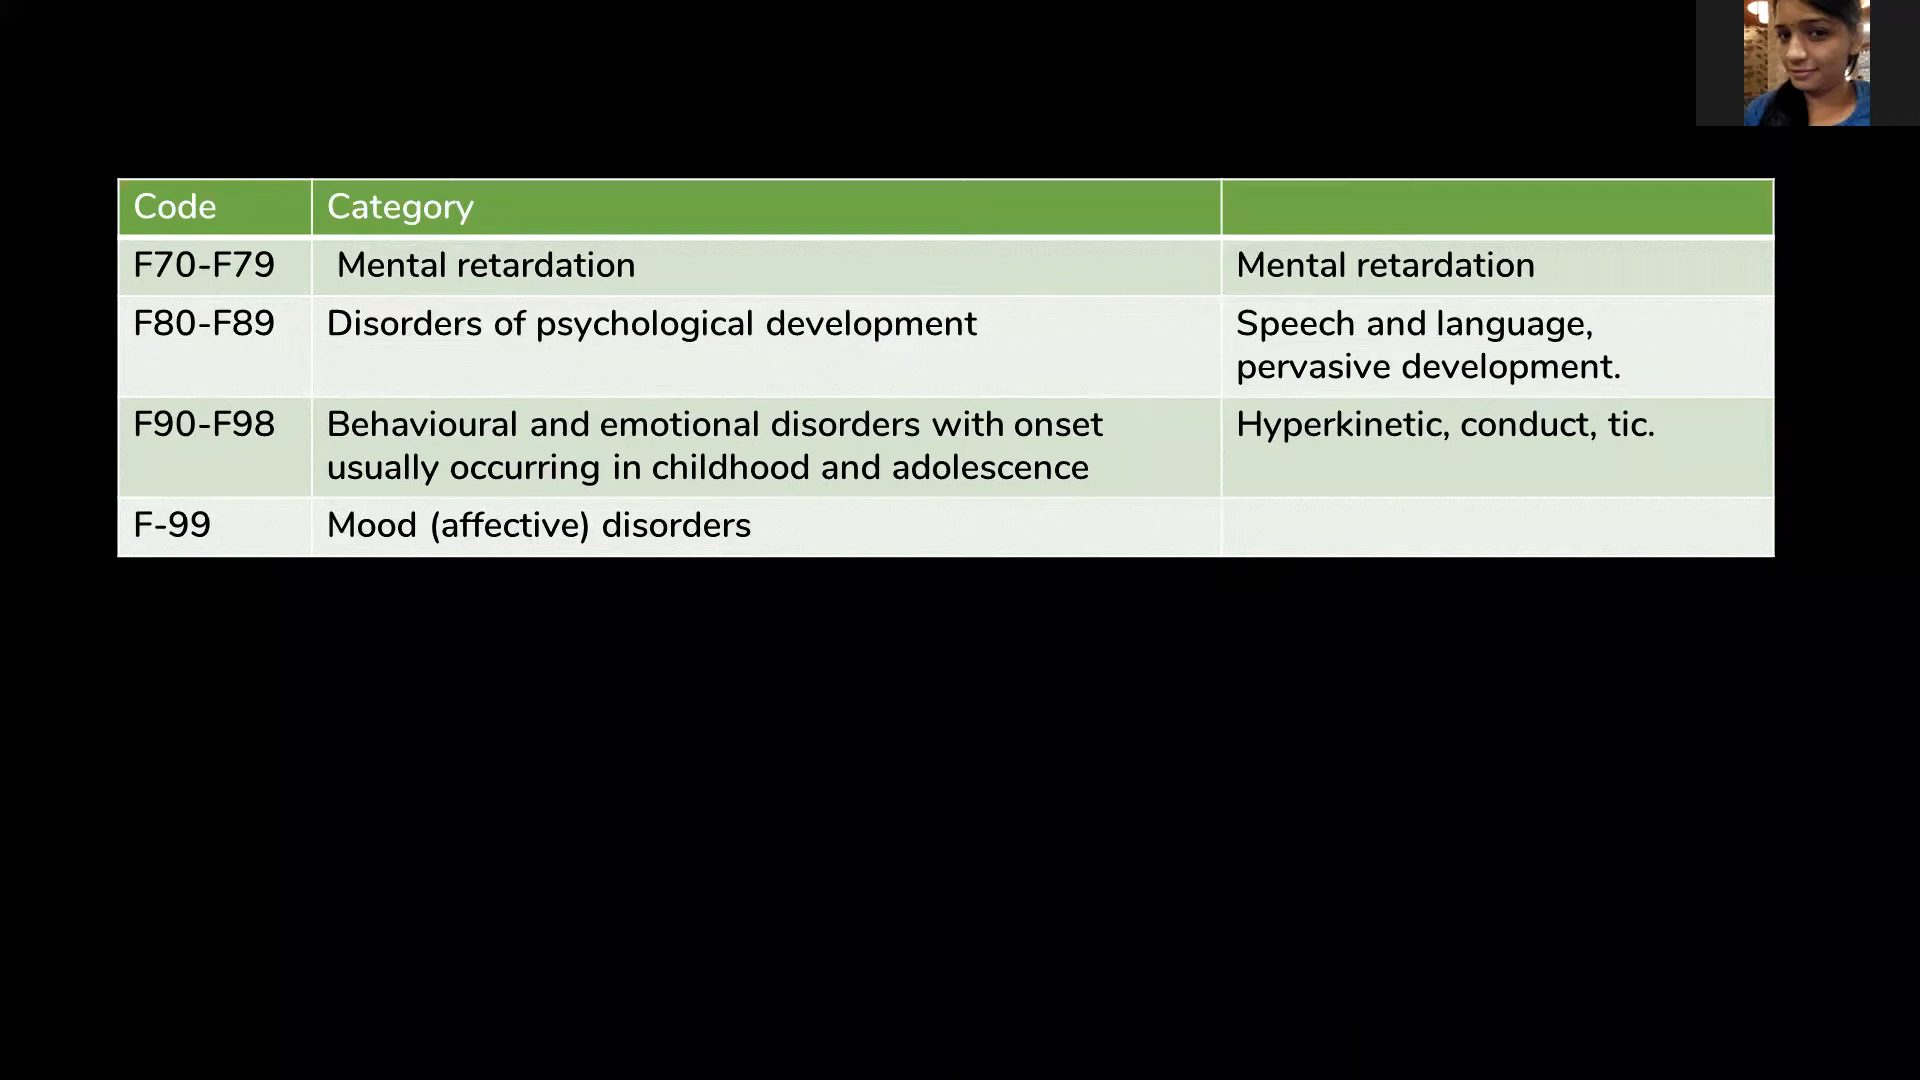 Code Category
F70-F79 Mental retardation Mental retardation
F80-F89 Disorders of psychological development Speech and language,
pervasive development.
F90-F98 Behavioural and emotional disorders with onset Hyperkinetic, conduct, tic.
usually occurring in childhood and adolescence
F-99 Mood (affective) disorders